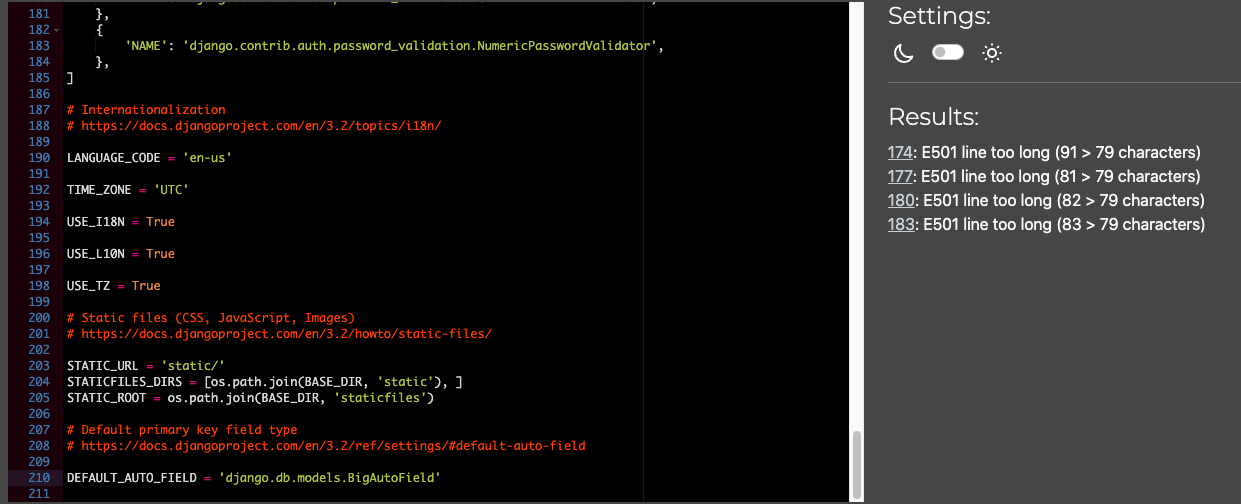 181 },
182 {
183 'NAME': 'django.contrib.auth.password_validation.NumericPasswordValidator',
184 },
185 ]
186
187 # Internationalization
188 # https://docs.djangoproject.com/en/3.2/topics/i18n/
189
190 LANGUAGE_CODE = 'en-us'
191
192 TIME_ZONE = 'UTC'
193
194 USE_I18N = True
195
196 USE_L10N = True
197
198 USE_TZ = True
199
200 # Static files (CSS, JavaScript, Images)
201 # https://docs.djangoproject.com/en/3.2/howto/static-files/
202
203 STATIC_URL = 'static/'
204 STATICFILES_DIRS = [os.path.join(BASE_DIR, 'static'), ]
205 STATIC_ROOT = os.path.join(BASE_DIR, 'staticfiles')
206
207 # Default primary key field type
208 # https://docs.djangoproject.com/en/3.2/ref/settings/#default-auto-field
209
210 DEFAULT_AUTO_FIELD = 'django.db.models.BigAutoField'
211
Settings:
Results:
174: E501 line too long (91 > 79 characters)
177: E501 line too long (81 > 79 characters)
180: E501 line too long (82 > 79 characters)
183: E501 line too long (83 > 79 characters)